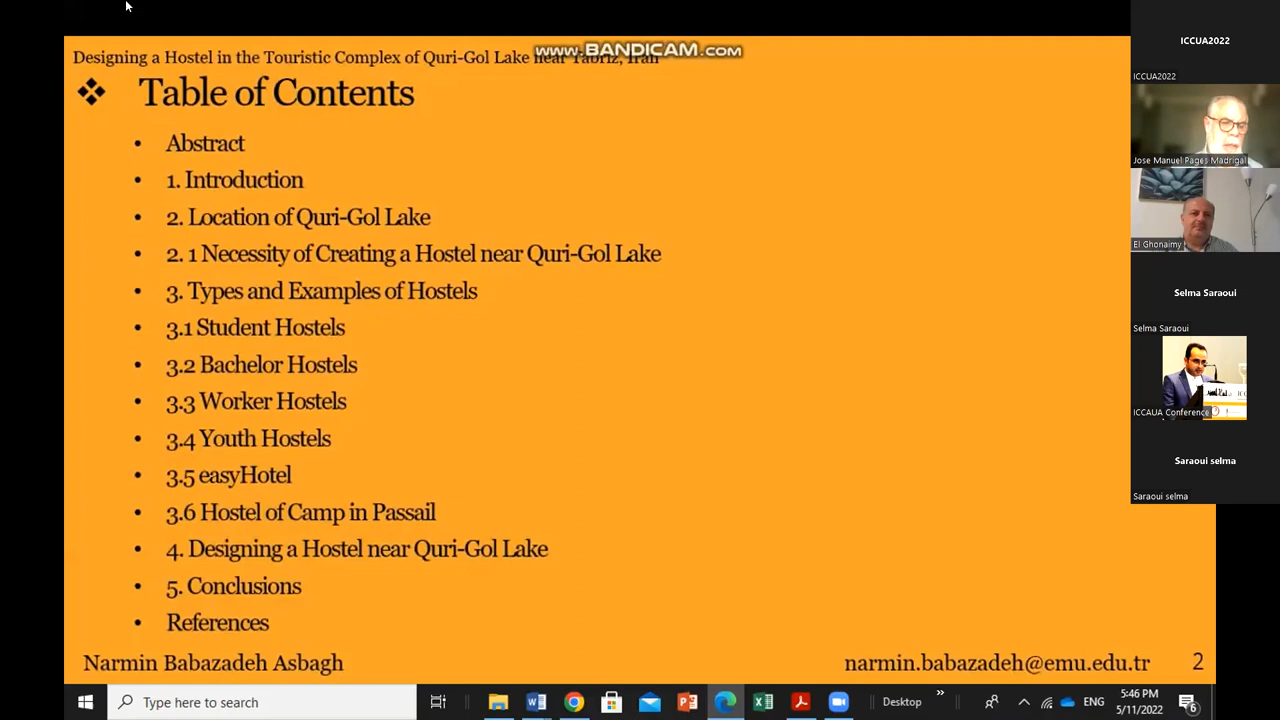 ICCUA2022
ICCUA2022
Designing a Hostel in the Touristic Complex of Quri-Gol Lake near Tabriz, Iran
www.BANDICAM.com
❖ Table of Contents
• Abstract
• 1. Introduction
• 2. Location of Quri-Gol Lake
• 2. 1 Necessity of Creating a Hostel near Quri-Gol Lake
• 3. Types and Examples of Hostels
• 3.1 Student Hostels
• 3.2 Bachelor Hostels
• 3.3 Worker Hostels
• 3.4 Youth Hostels
• 3.5 easyHotel
• 3.6 Hostel of Camp in Passail
• 4. Designing a Hostel near Quri-Gol Lake
• 5. Conclusions
• References
Narmin Babazadeh Asbagh
narmin.babazadeh@emu.edu.tr
2
Jose Manuel Pages Madrigal
El Ghonaimy
Selma Saraoui
Selma Saraoui
ICCAUA Conference
Saraoui selma
Saraoui selma
Type here to search
Desktop
ENG
5:46 PM
5/11/2022
6